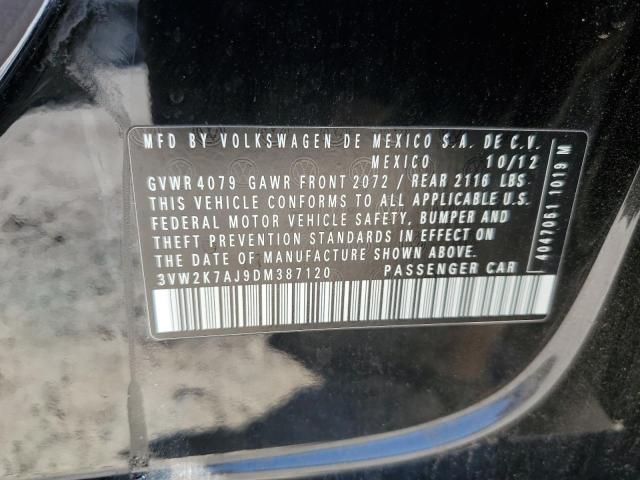 MFD BY VOLKSWAGEN DE MEXICO S.A. DE C.V.
MEXICO 10/12
GVWR 4079 GAWR FRONT 2072 / REAR 2116 LBS
THIS VEHICLE CONFORMS TO ALL APPLICABLE U.S.
FEDERAL MOTOR VEHICLE SAFETY, BUMPER AND
THEFT PREVENTION STANDARDS IN EFFECT ON
THE DATE OF MANUFACTURE SHOWN ABOVE.
3VW2K7AJ9DM387120 PASSENGER CAR
4047051 1019 M